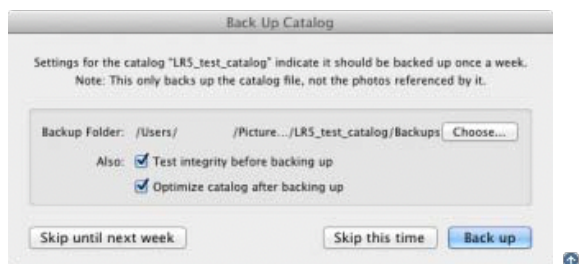 Back Up Catalog
Settings for the catalog "LR5_test_catalog" indicate it should be backed up once a week.
Note: This only backs up the catalog file, not the photos referenced by it.
Backup Folder: /Users/ /Picture.../LR5_test_catalog/Backups Choose...
Also: Test integrity before backing up
Optimize catalog after backing up
Skip until next week Skip this time Back up